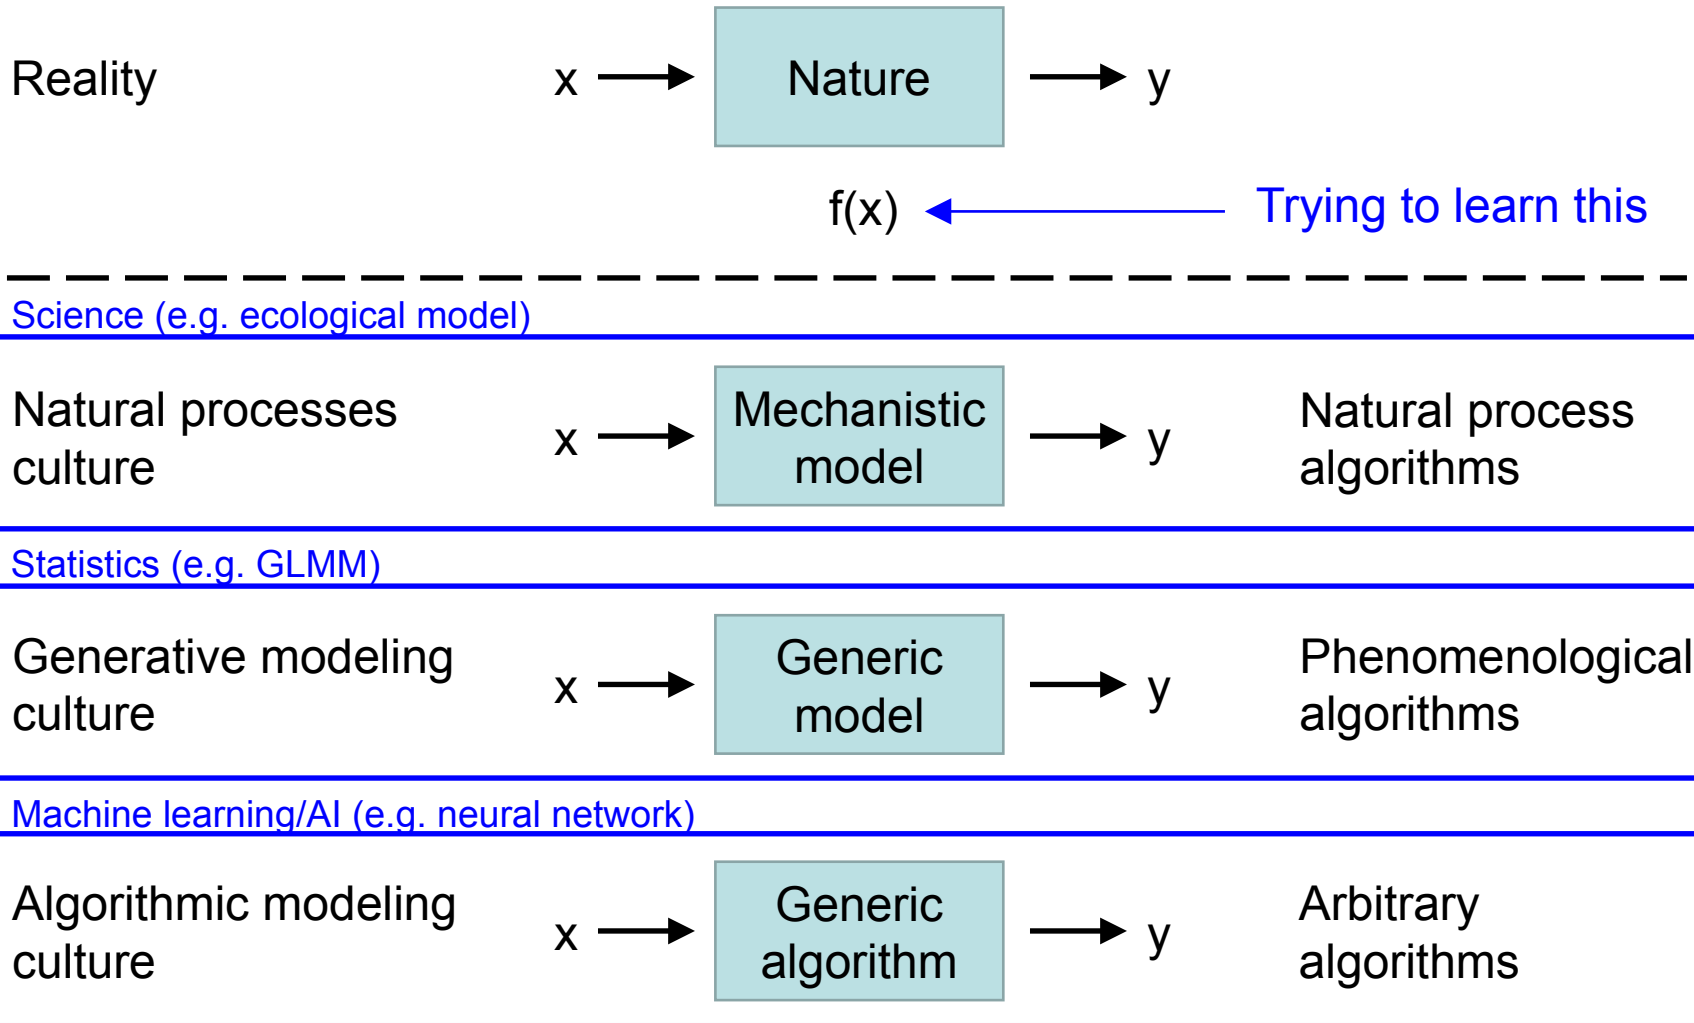 Reality
x
Nature
y
f(x)
Trying to learn this
Science (e.g. ecological model)
Natural processes
culture
x
Mechanistic
model
y
Natural process
algorithms
Statistics (e.g. GLMM)
Generative modeling
culture
x
Generic
model
y
Phenomenological
algorithms
Machine learning/AI (e.g. neural network)
Algorithmic modeling
culture
x
Generic
algorithm
y
Arbitrary
algorithms